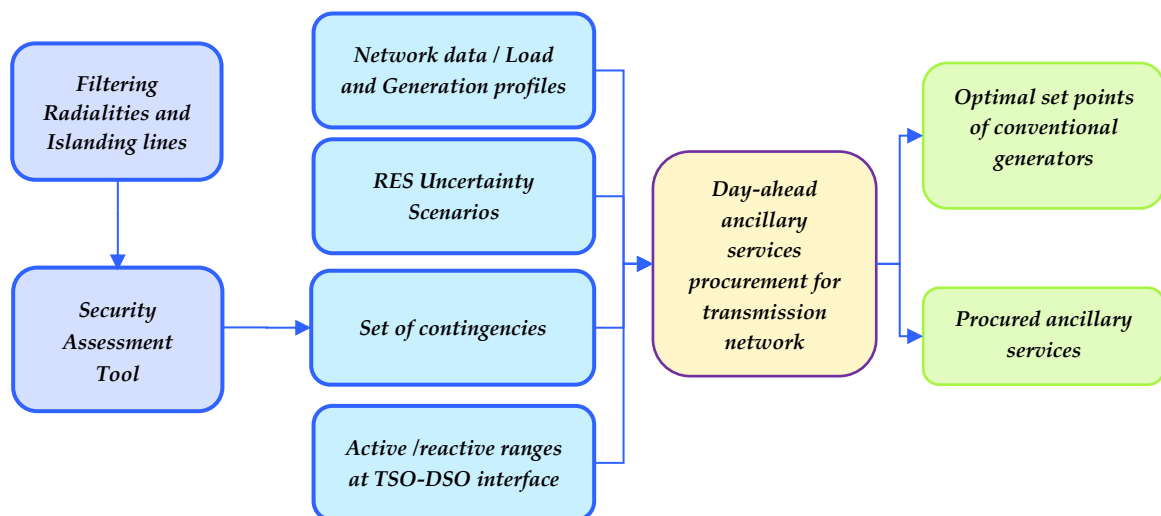 Filtering
Radialities and
Islanding lines
Security
Assessment
Tool
Network data / Load
and Generation profiles
RES Uncertainty
Scenarios
Set of contingencies
Active /reactive ranges
at TSO-DSO interface
Day-ahead
ancillary
services
procurement for
transmission
network
Optimal set points
of conventional
generators
Procured ancillary
services